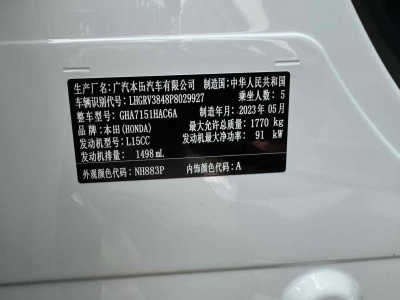 生产厂名：广汽本田汽车有限公司 制造国：中华人民共和国
车辆识别代号：LHGRV3848P8029927 乘坐人数：5
整车型号：GHA7151HAC6A 制造年月：2023年05月
品牌：本田(HONDA) 最大允许总质量：1770 kg
发动机型号：L15CC 发动机最大净功率：91 kW
发动机排量：1498 mL
外观颜色代码：NH883P 内饰颜色代码：A